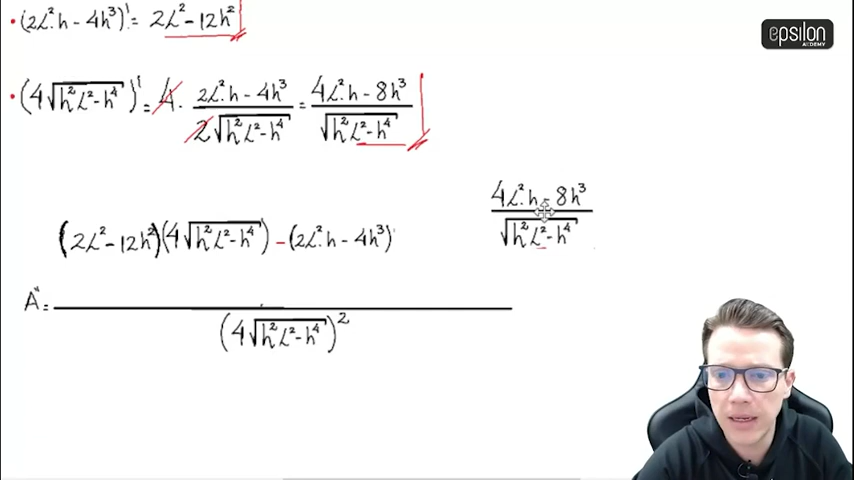 •(2L²·h - 4h³)' = 2L² - 12h²
epsilon
ACADEMY
•(4√(h²L² - h⁴))' = 4 · (2L²·h - 4h³)/(2√(h²L² - h⁴)) = (4L²·h - 8h³)/√(h²L² - h⁴)
(4L²·h - 8h³)/√(h²L² - h⁴)
(2L² - 12h²)(4√(h²L² - h⁴)) - (2L²·h - 4h³)
A'' =
(4√(h²L² - h⁴))²